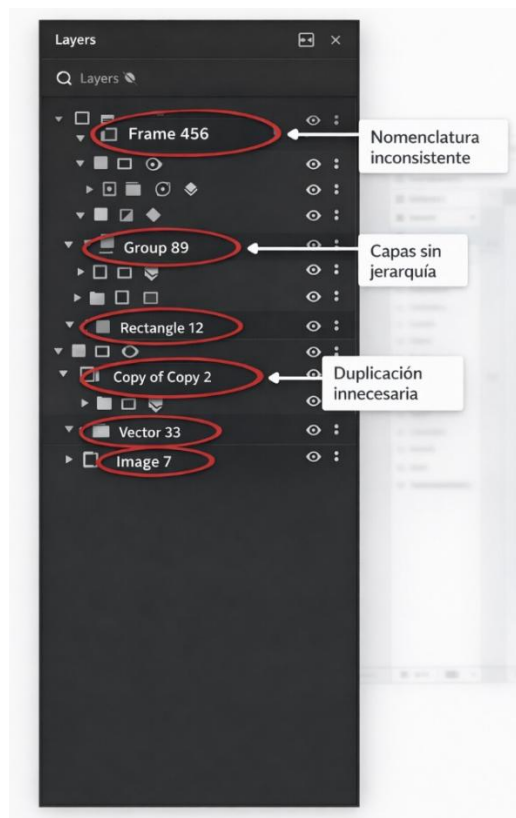 Layers
Layers
Frame 456
Nomenclatura
inconsistente
Group 89
Capas sin
jerarquía
Rectangle 12
Copy of Copy 2
Duplicación
innecesaria
Vector 33
Image 7